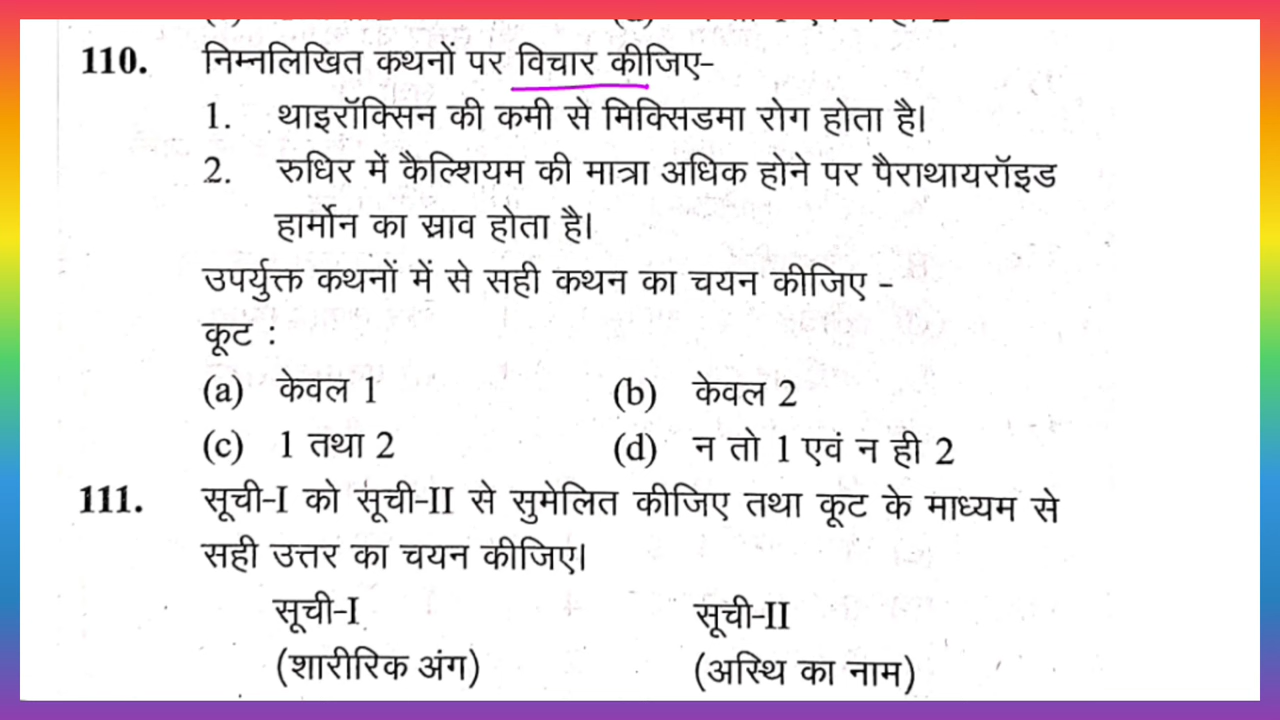 110. निम्नलिखित कथनों पर विचार कीजिए-
1. थाइरॉक्सिन की कमी से मिक्सिडमा रोग होता है।
2. रुधिर में कैल्शियम की मात्रा अधिक होने पर पैराथायरॉइड
हार्मोन का स्राव होता है।
उपर्युक्त कथनों में से सही कथन का चयन कीजिए -
कूट :
(a) केवल 1 (b) केवल 2
(c) 1 तथा 2 (d) न तो 1 एवं न ही 2
111. सूची-I को सूची-II से सुमेलित कीजिए तथा कूट के माध्यम से
सही उत्तर का चयन कीजिए।
सूची-I सूची-II
(शारीरिक अंग) (अस्थि का नाम)